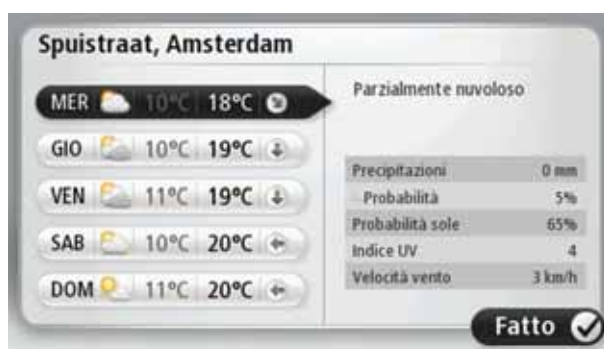 Spuistraat, Amsterdam
MER 10°C 18°C
GIO 10°C 19°C
VEN 11°C 19°C
SAB 10°C 20°C
DOM 11°C 20°C
Parzialmente nuvoloso
Precipitazioni 0 mm
Probabilità 5%
Probabilità sole 65%
Indice UV 4
Velocità vento 3 km/h
Fatto